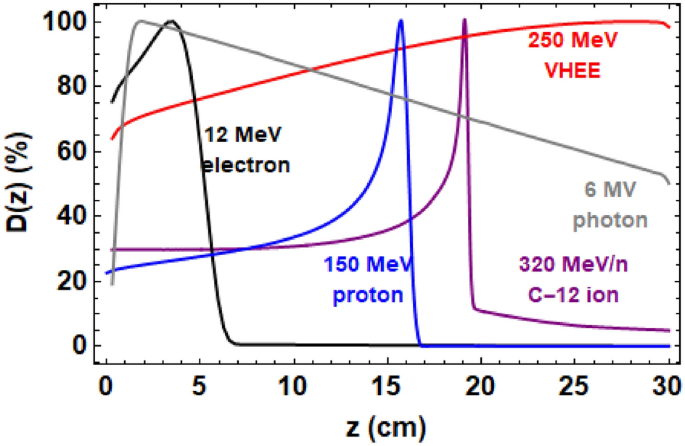 100
80
60
40
20
0
D(z) (%)
250 MeV
VHEE
12 MeV
electron
6 MV
photon
150 MeV
proton
320 MeV/n
C–12 ion
0 5 10 15 20 25 30
z (cm)